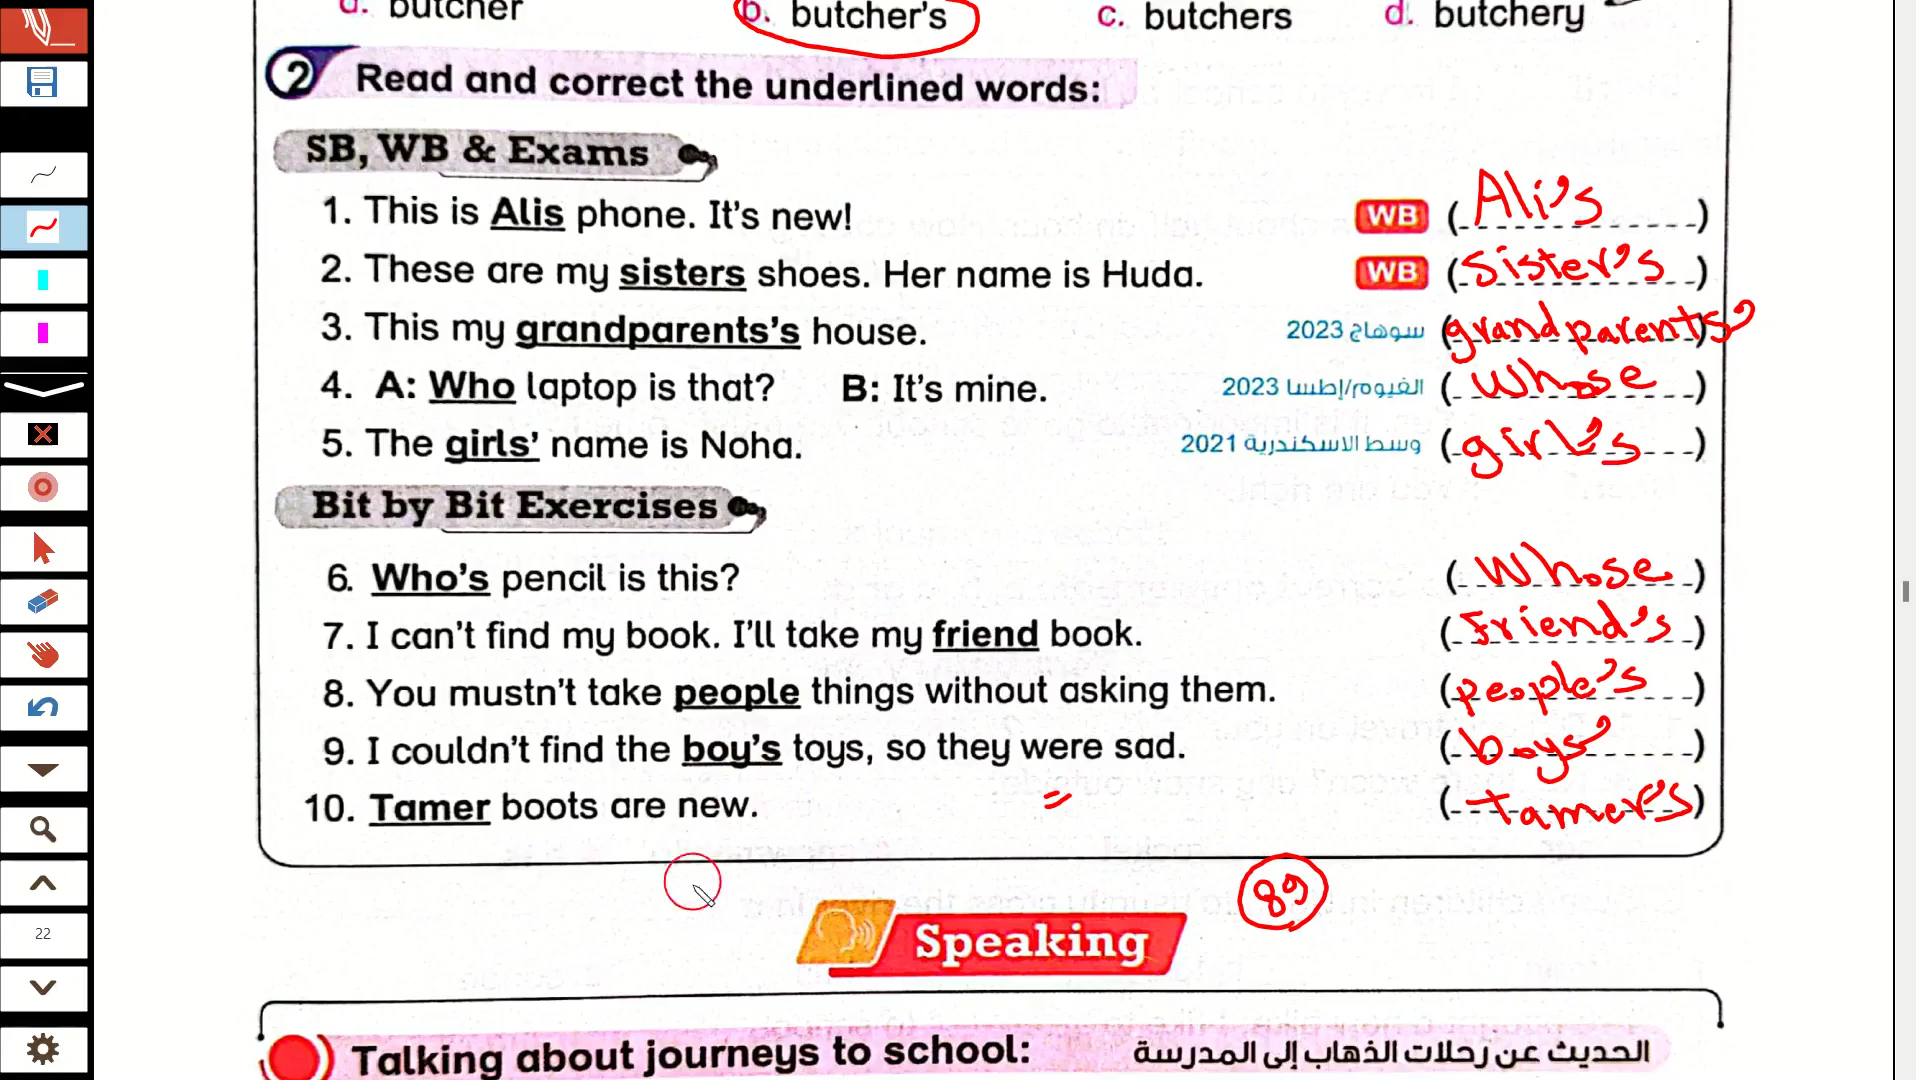 a. butcher b. butcher's c. butchers d. butchery
2 Read and correct the underlined words:
SB, WB & Exams
1. This is Alis phone. It's new! WB (Ali's)
2. These are my sisters shoes. Her name is Huda. WB (Sister's)
3. This my grandparents's house. سوهاج 2023 (grandparents')
4. A: Who laptop is that? B: It's mine. الفيوم/إطسا 2023 (Whose)
5. The girls' name is Noha. وسط الاسكندرية 2021 (girl's)
Bit by Bit Exercises
6. Who's pencil is this? (Whose)
7. I can't find my book. I'll take my friend book. (Friend's)
8. You mustn't take people things without asking them. (people's)
9. I couldn't find the boy's toys, so they were sad. (boys')
10. Tamer boots are new. = (tamer's)
89
Speaking
22
Talking about journeys to school: الحديث عن رحلات الذهاب إلى المدرسة